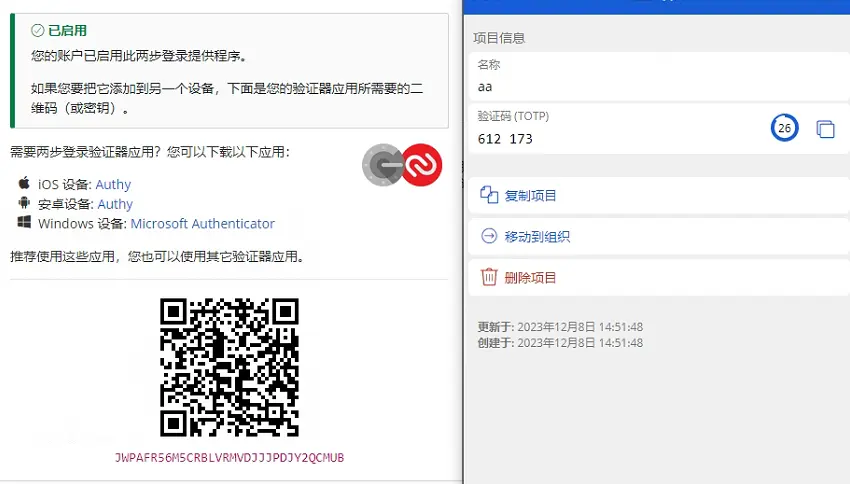 已启用
您的账户已启用此两步登录提供程序。
如果您要把它添加到另一个设备，下面是您的验证器应用所需要的二
维码（或密钥）。
需要两步登录验证器应用？您可以下载以下应用：
iOS 设备: Authy
安卓设备: Authy
Windows 设备: Microsoft Authenticator
推荐使用这些应用，您也可以使用其它验证器应用。
JWPAFR56M5CRBLVRMVDJJJPDJY2QCMUB
项目信息
名称
aa
验证码 (TOTP)
612 173
26
复制项目
移动到组织
删除项目
更新于: 2023年12月8日 14:51:48
创建于: 2023年12月8日 14:51:48